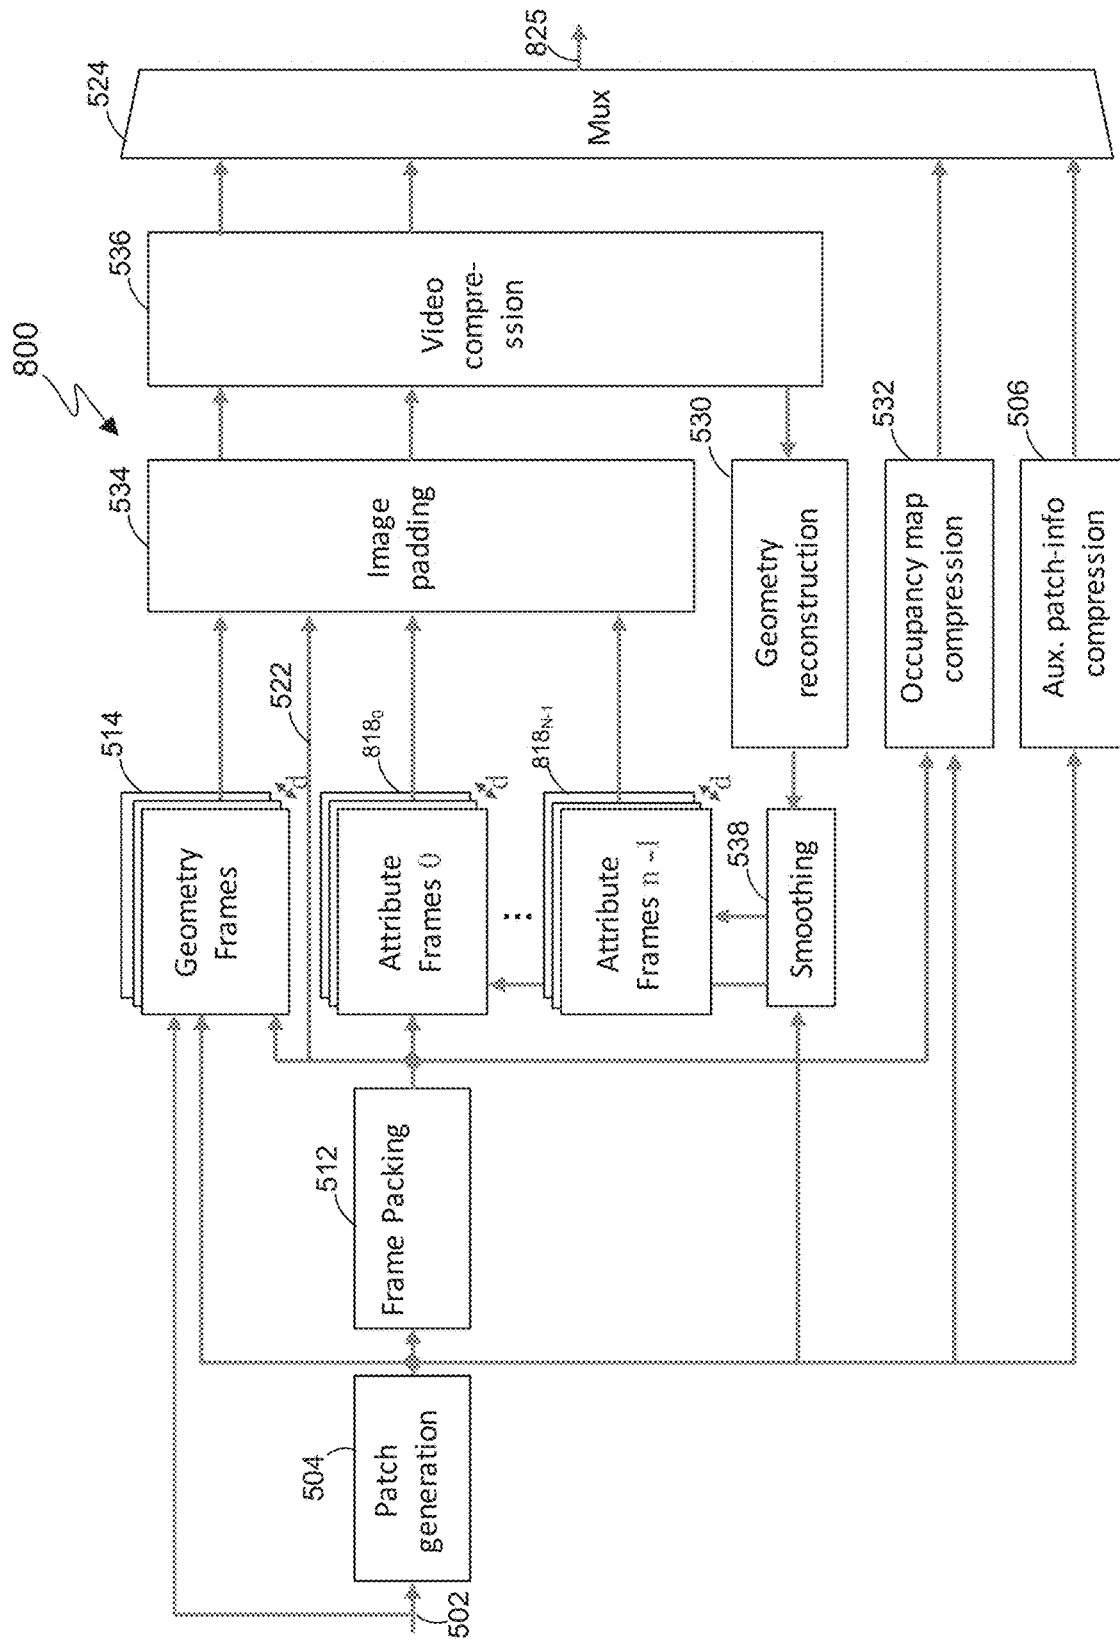 800
502
504
Patch
generation
512
Frame Packing
514
Geometry
Frames
d
522
818₀
Attribute
Frames 0
d
...
818N-1
Attribute
Frames n -1
d
538
Smoothing
534
Image
padding
536
Video
compre-
ssion
530
Geometry
reconstruction
532
Occupancy map
compression
506
Aux. patch-info
compression
524
Mux
825